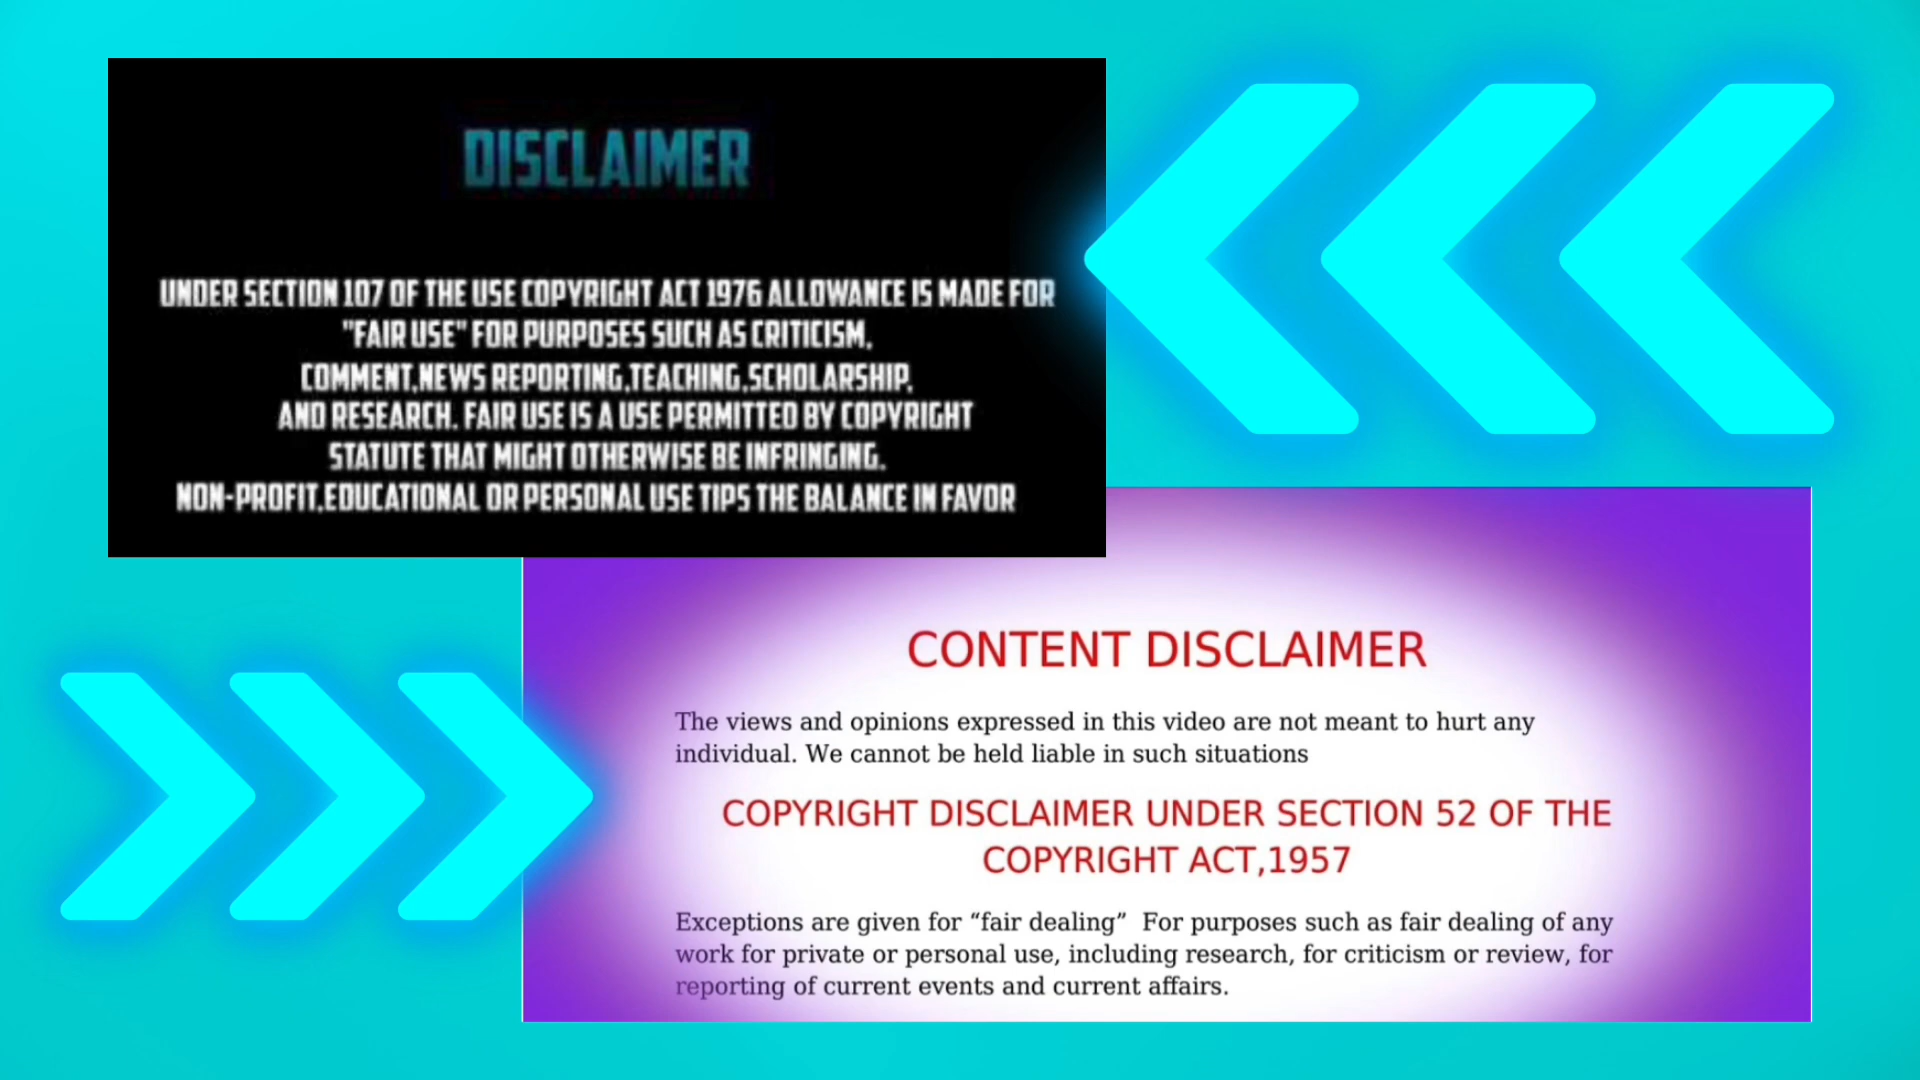 DISCLAIMER
UNDER SECTION 107 OF THE USE COPYRIGHT ACT 1976 ALLOWANCE IS MADE FOR
"FAIR USE" FOR PURPOSES SUCH AS CRITICISM,
COMMENT,NEWS REPORTING,TEACHING,SCHOLARSHIP,
AND RESEARCH. FAIR USE IS A USE PERMITTED BY COPYRIGHT
STATUTE THAT MIGHT OTHERWISE BE INFRINGING.
NON-PROFIT,EDUCATIONAL OR PERSONAL USE TIPS THE BALANCE IN FAVOR
CONTENT DISCLAIMER
The views and opinions expressed in this video are not meant to hurt any
individual. We cannot be held liable in such situations
COPYRIGHT DISCLAIMER UNDER SECTION 52 OF THE
COPYRIGHT ACT,1957
Exceptions are given for “fair dealing”  For purposes such as fair dealing of any
work for private or personal use, including research, for criticism or review, for
reporting of current events and current affairs.